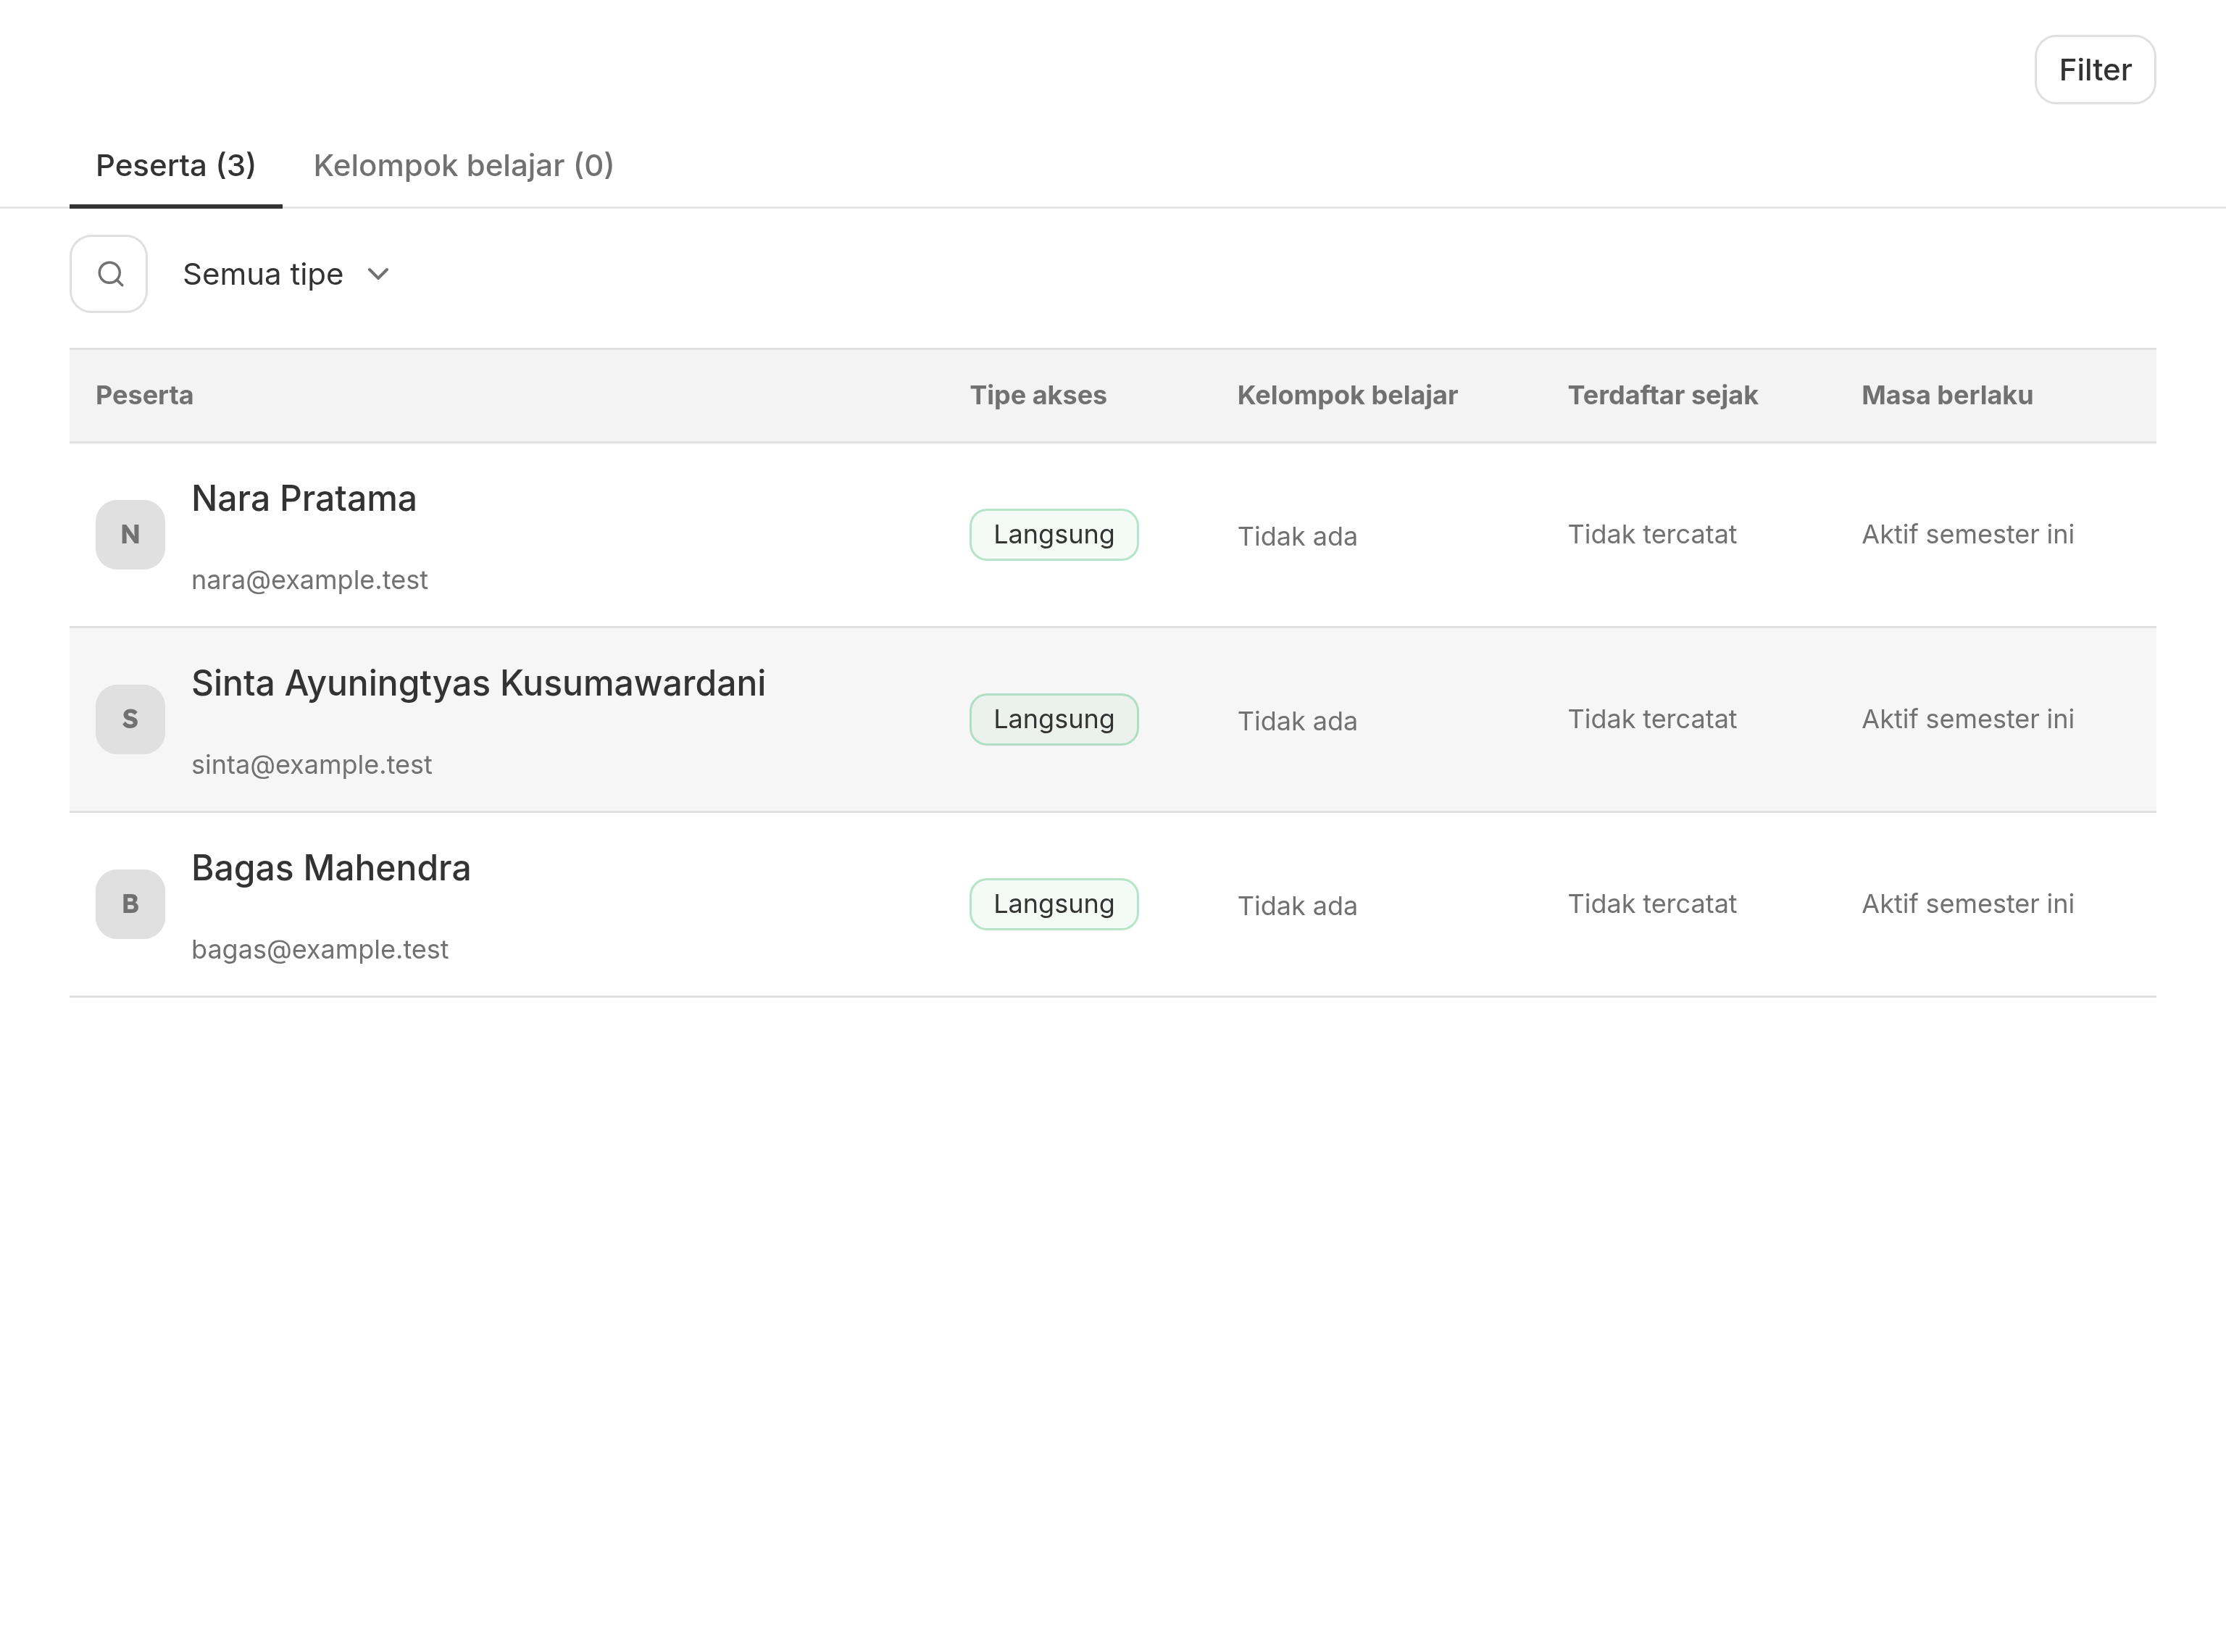 Filter
Peserta (3) Kelompok belajar (0)
Semua tipe
Peserta Tipe akses Kelompok belajar Terdaftar sejak Masa berlaku
N Nara Pratama Langsung Tidak ada Tidak tercatat Aktif semester ini
nara@example.test
S Sinta Ayuningtyas Kusumawardani Langsung Tidak ada Tidak tercatat Aktif semester ini
sinta@example.test
B Bagas Mahendra Langsung Tidak ada Tidak tercatat Aktif semester ini
bagas@example.test